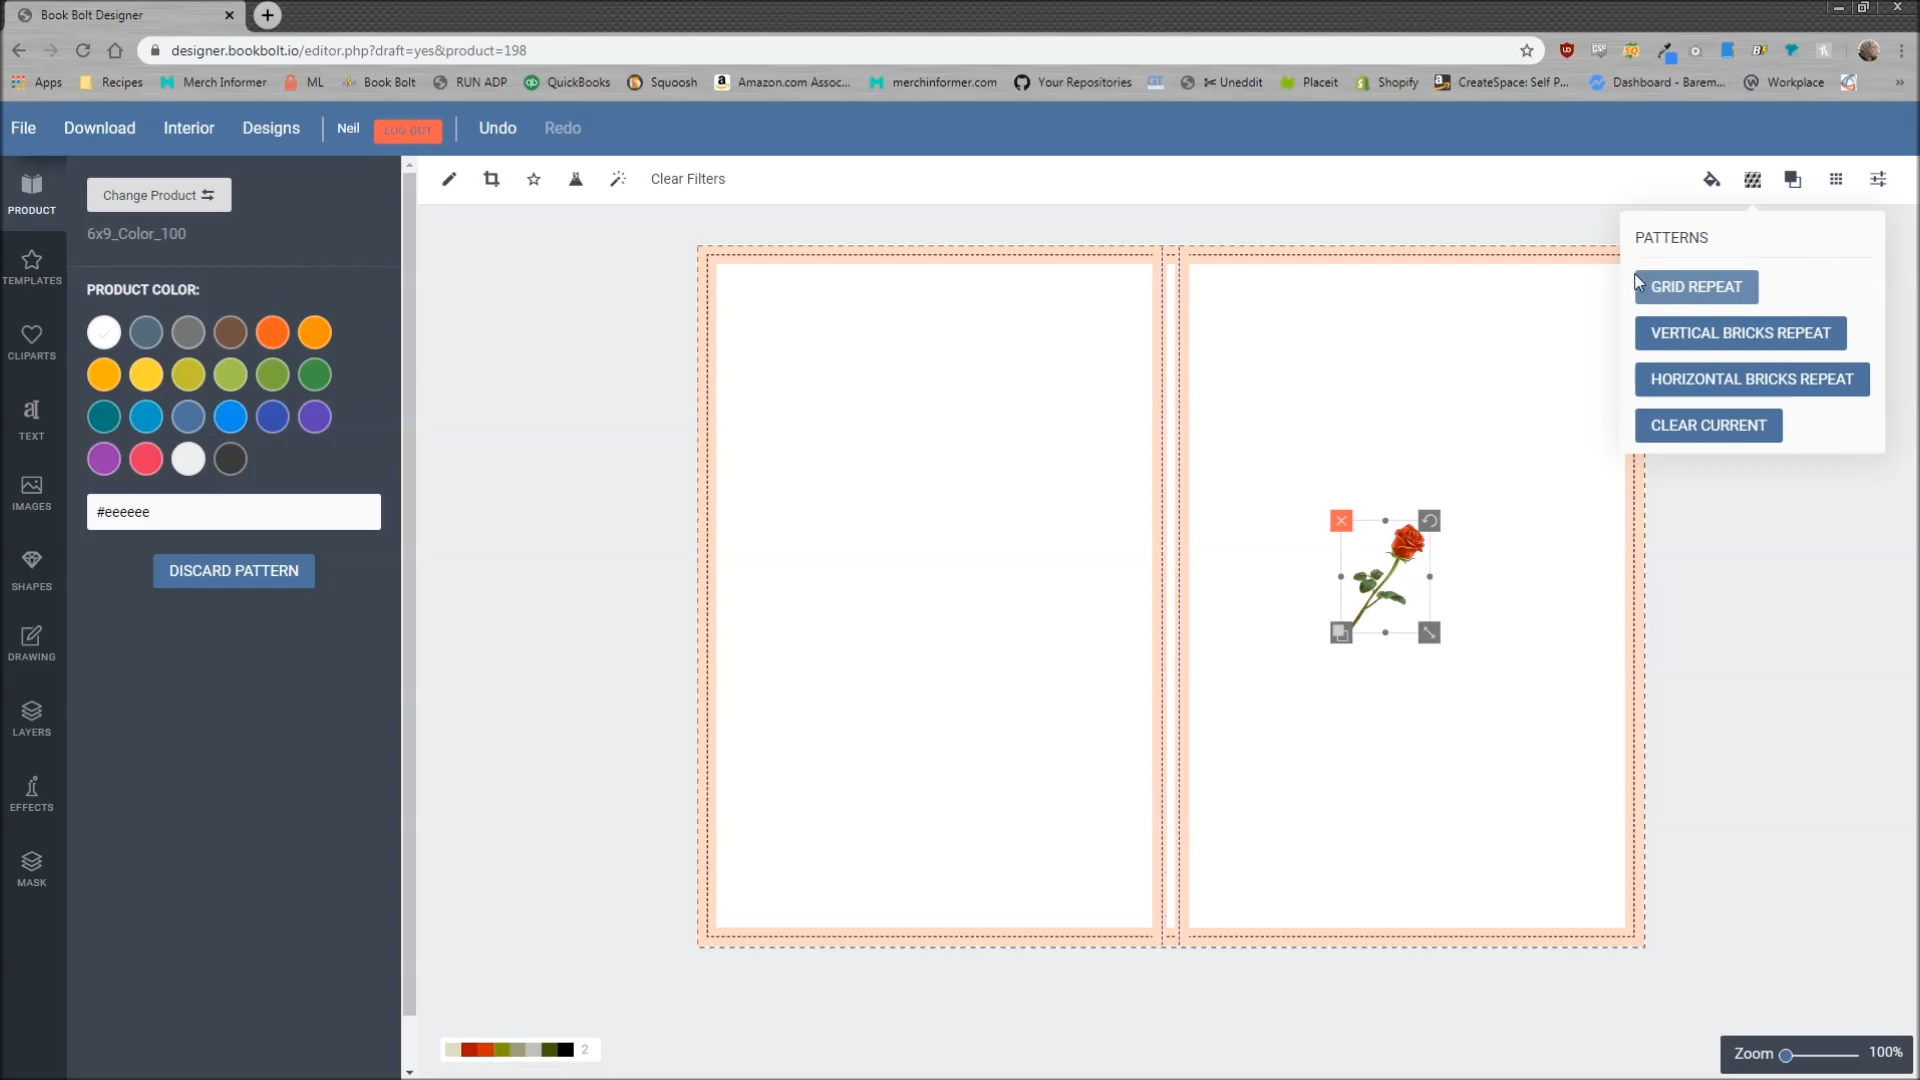 Book Bolt Designer
designer.bookbolt.io/editor.php?draft=yes&product=198
Apps Recipes Merch Informer ML Book Bolt RUN ADP QuickBooks Squoosh Amazon.com Assoc... merchinformer.com Your Repositories GT Uneddit Placeit Shopify CreateSpace: Self P... Dashboard - Barem... Workplace »
File Download Interior Designs Neil LOG OUT Undo Redo
Clear Filters
PRODUCT
TEMPLATES
CLIPARTS
TEXT
IMAGES
SHAPES
DRAWING
LAYERS
EFFECTS
MASK
Change Product
6x9_Color_100
PRODUCT COLOR:
#eeeeee
DISCARD PATTERN
PATTERNS
GRID REPEAT
VERTICAL BRICKS REPEAT
HORIZONTAL BRICKS REPEAT
CLEAR CURRENT
2
Zoom 100%